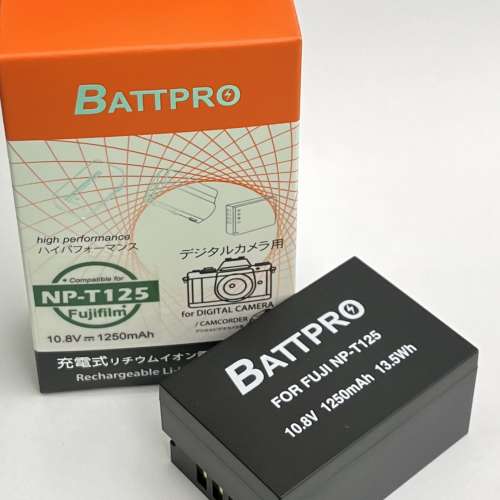 BATTPRO
high performance
ハイパフォーマンス
デジタルカメラ用
Compatible for
NP-T125
Fujifilm
for DIGITAL CAMERA
/ CAMCORDER
10.8V 1250mAh
充電式リチウムイオン
Rechargeable Li-
BATTPRO
FOR FUJI NP-T125
10.8V 1250mAh 13.5Wh